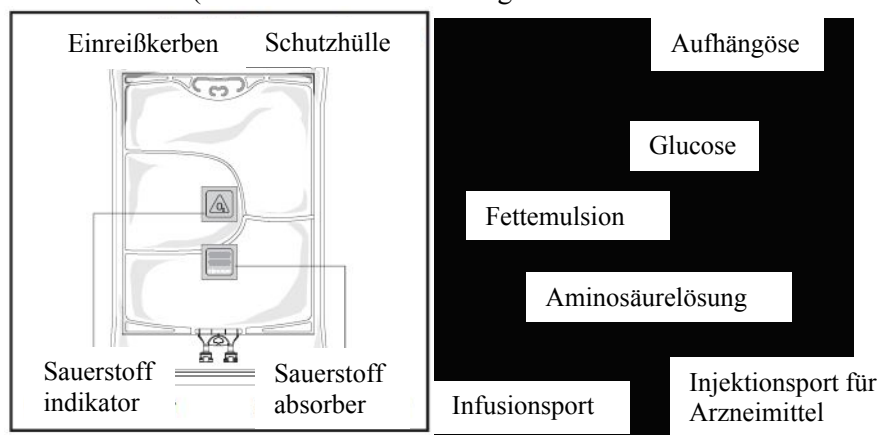 Einreißkerben
Schutzhülle
Sauerstoff
indikator
Sauerstoff
absorber
Aufhängöse
Glucose
Fettemulsion
Aminosäurelösung
Infusionsport
Injektionsport für
Arzneimittel